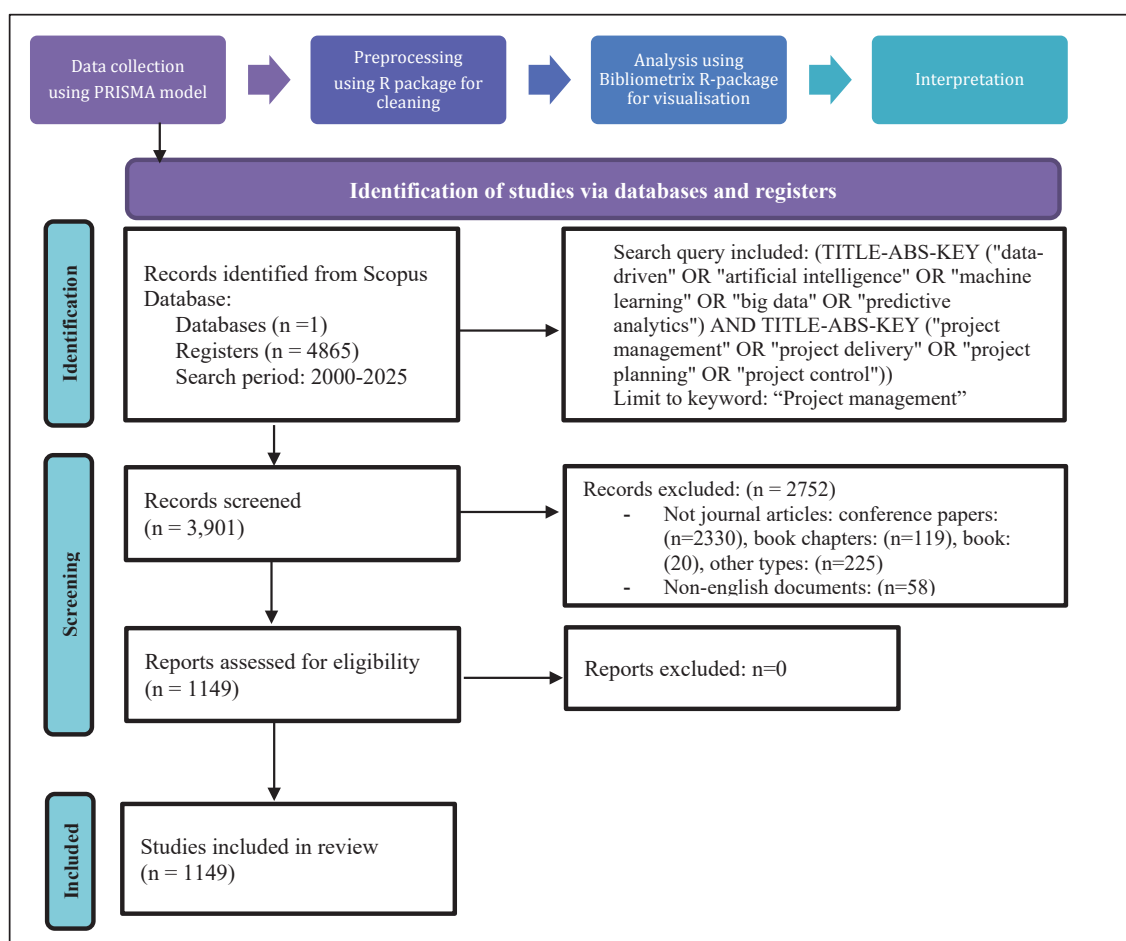 Data collection
using PRISMA model
Preprocessing
using R package for
cleaning
Analysis using
Bibliometrix R-package
for visualisation
Interpretation
Identification of studies via databases and registers
Identification
Records identified from Scopus
Database:
Databases (n =1)
Registers (n = 4865)
Search period: 2000-2025
Search query included: (TITLE-ABS-KEY ("data-
driven" OR "artificial intelligence" OR "machine
learning" OR "big data" OR "predictive
analytics") AND TITLE-ABS-KEY ("project
management" OR "project delivery" OR "project
planning" OR "project control"))
Limit to keyword: “Project management”
Screening
Records screened
(n = 3,901)
Records excluded: (n = 2752)
- Not journal articles: conference papers:
(n=2330), book chapters: (n=119), book:
(20), other types: (n=225)
- Non-english documents: (n=58)
Reports assessed for eligibility
(n = 1149)
Reports excluded: n=0
Included
Studies included in review
(n = 1149)